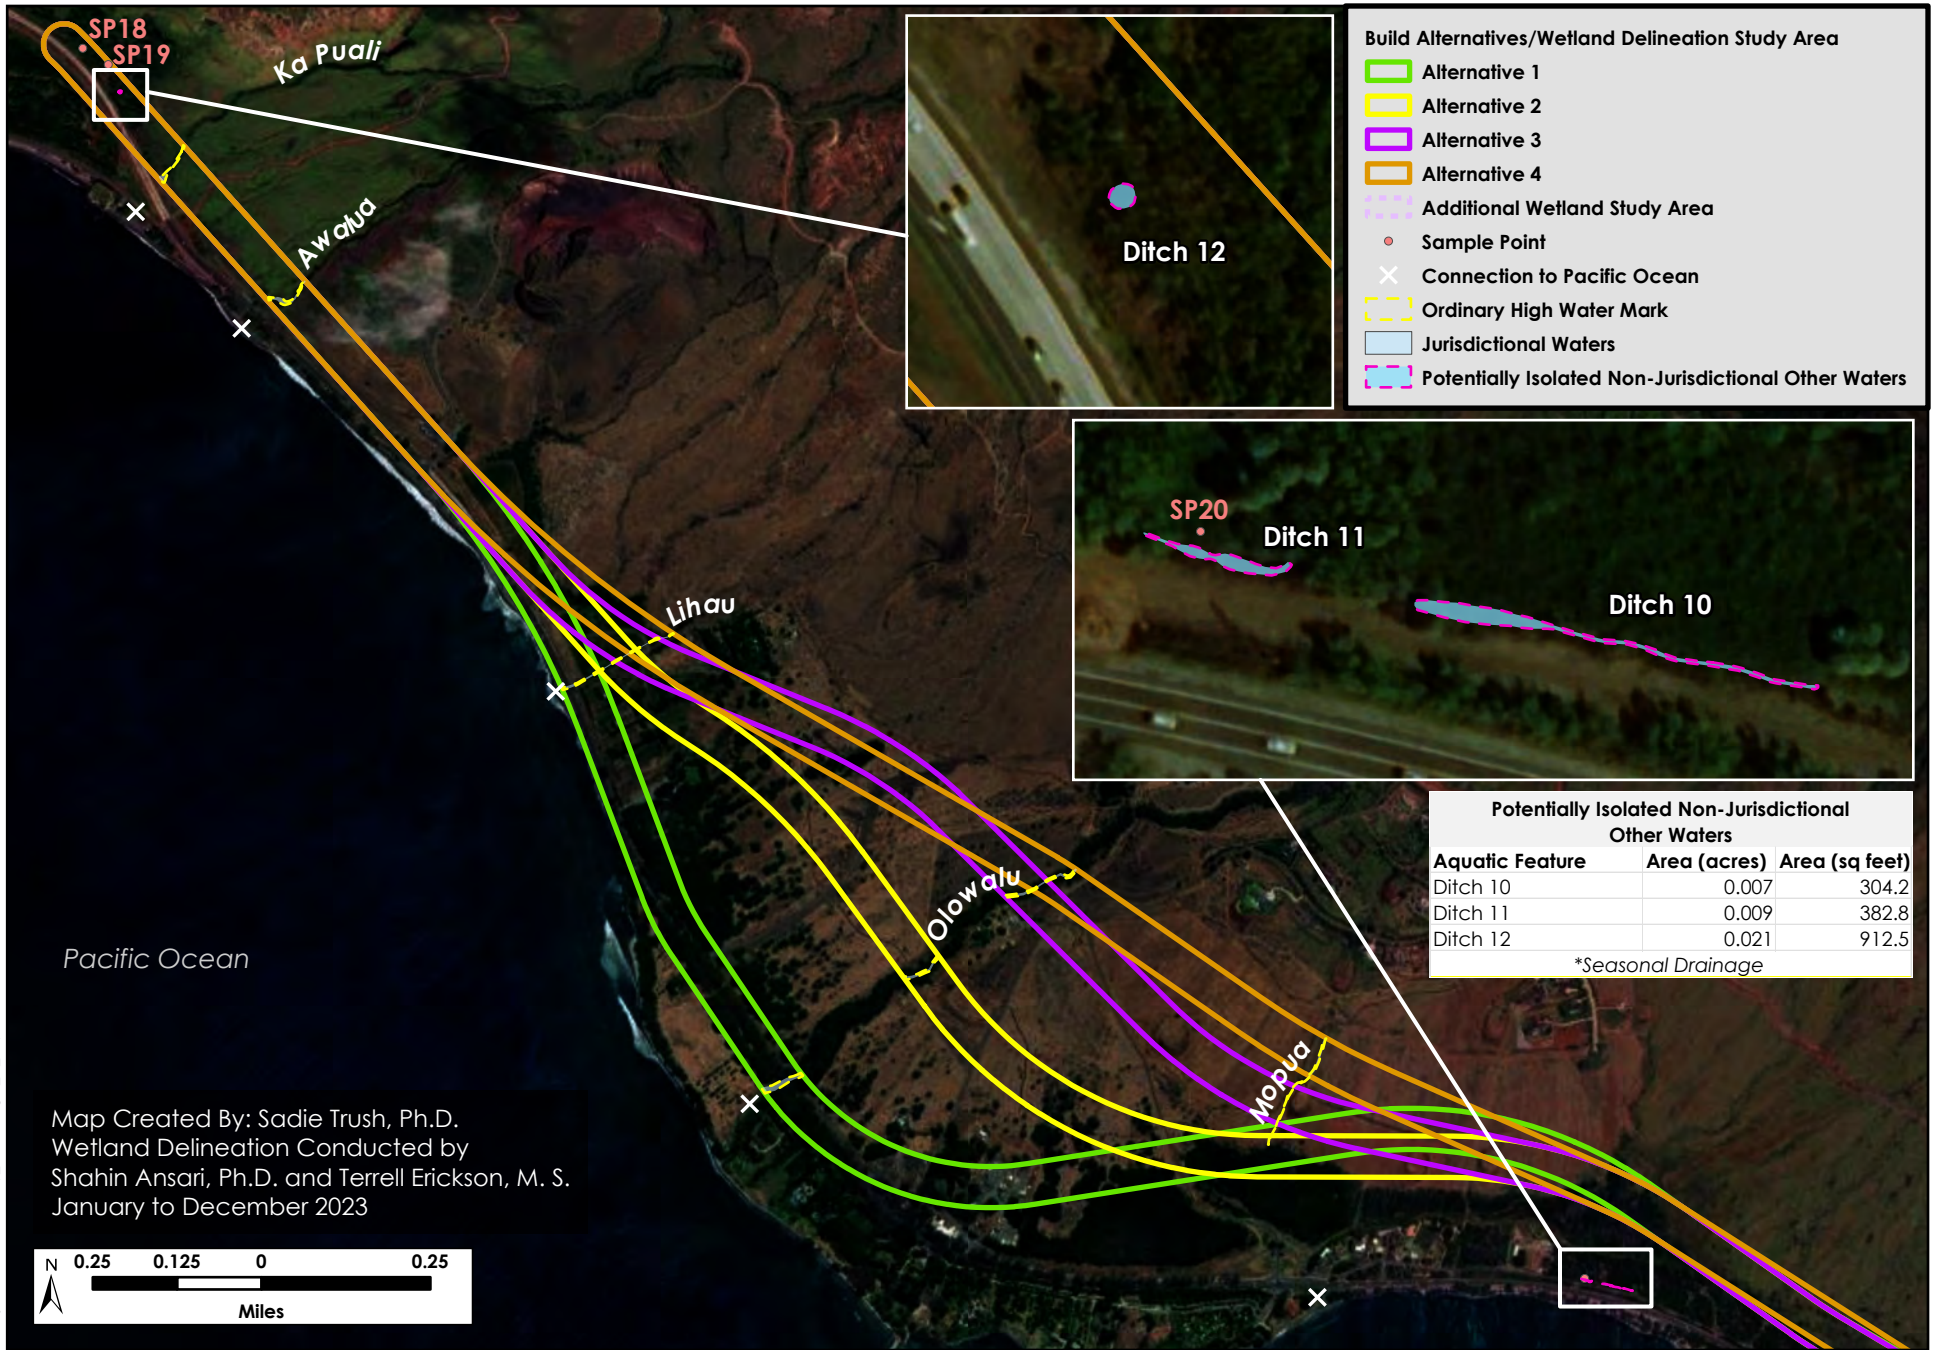 SP18
SP19
Ka Puali
Awalua
Lihau
Olowalu
Mopua
Pacific Ocean
Ditch 12
Build Alternatives/Wetland Delineation Study Area
Alternative 1
Alternative 2
Alternative 3
Alternative 4
Additional Wetland Study Area
Sample Point
Connection to Pacific Ocean
Ordinary High Water Mark
Jurisdictional Waters
Potentially Isolated Non-Jurisdictional Other Waters
SP20
Ditch 11
Ditch 10
Potentially Isolated Non-Jurisdictional
Other Waters
Aquatic Feature Area (acres) Area (sq feet)
Ditch 10 0.007 304.2
Ditch 11 0.009 382.8
Ditch 12 0.021 912.5
*Seasonal Drainage
Map Created By: Sadie Trush, Ph.D.
Wetland Delineation Conducted by
Shahin Ansari, Ph.D. and Terrell Erickson, M. S.
January to December 2023
N 0.25 0.125 0 0.25
Miles